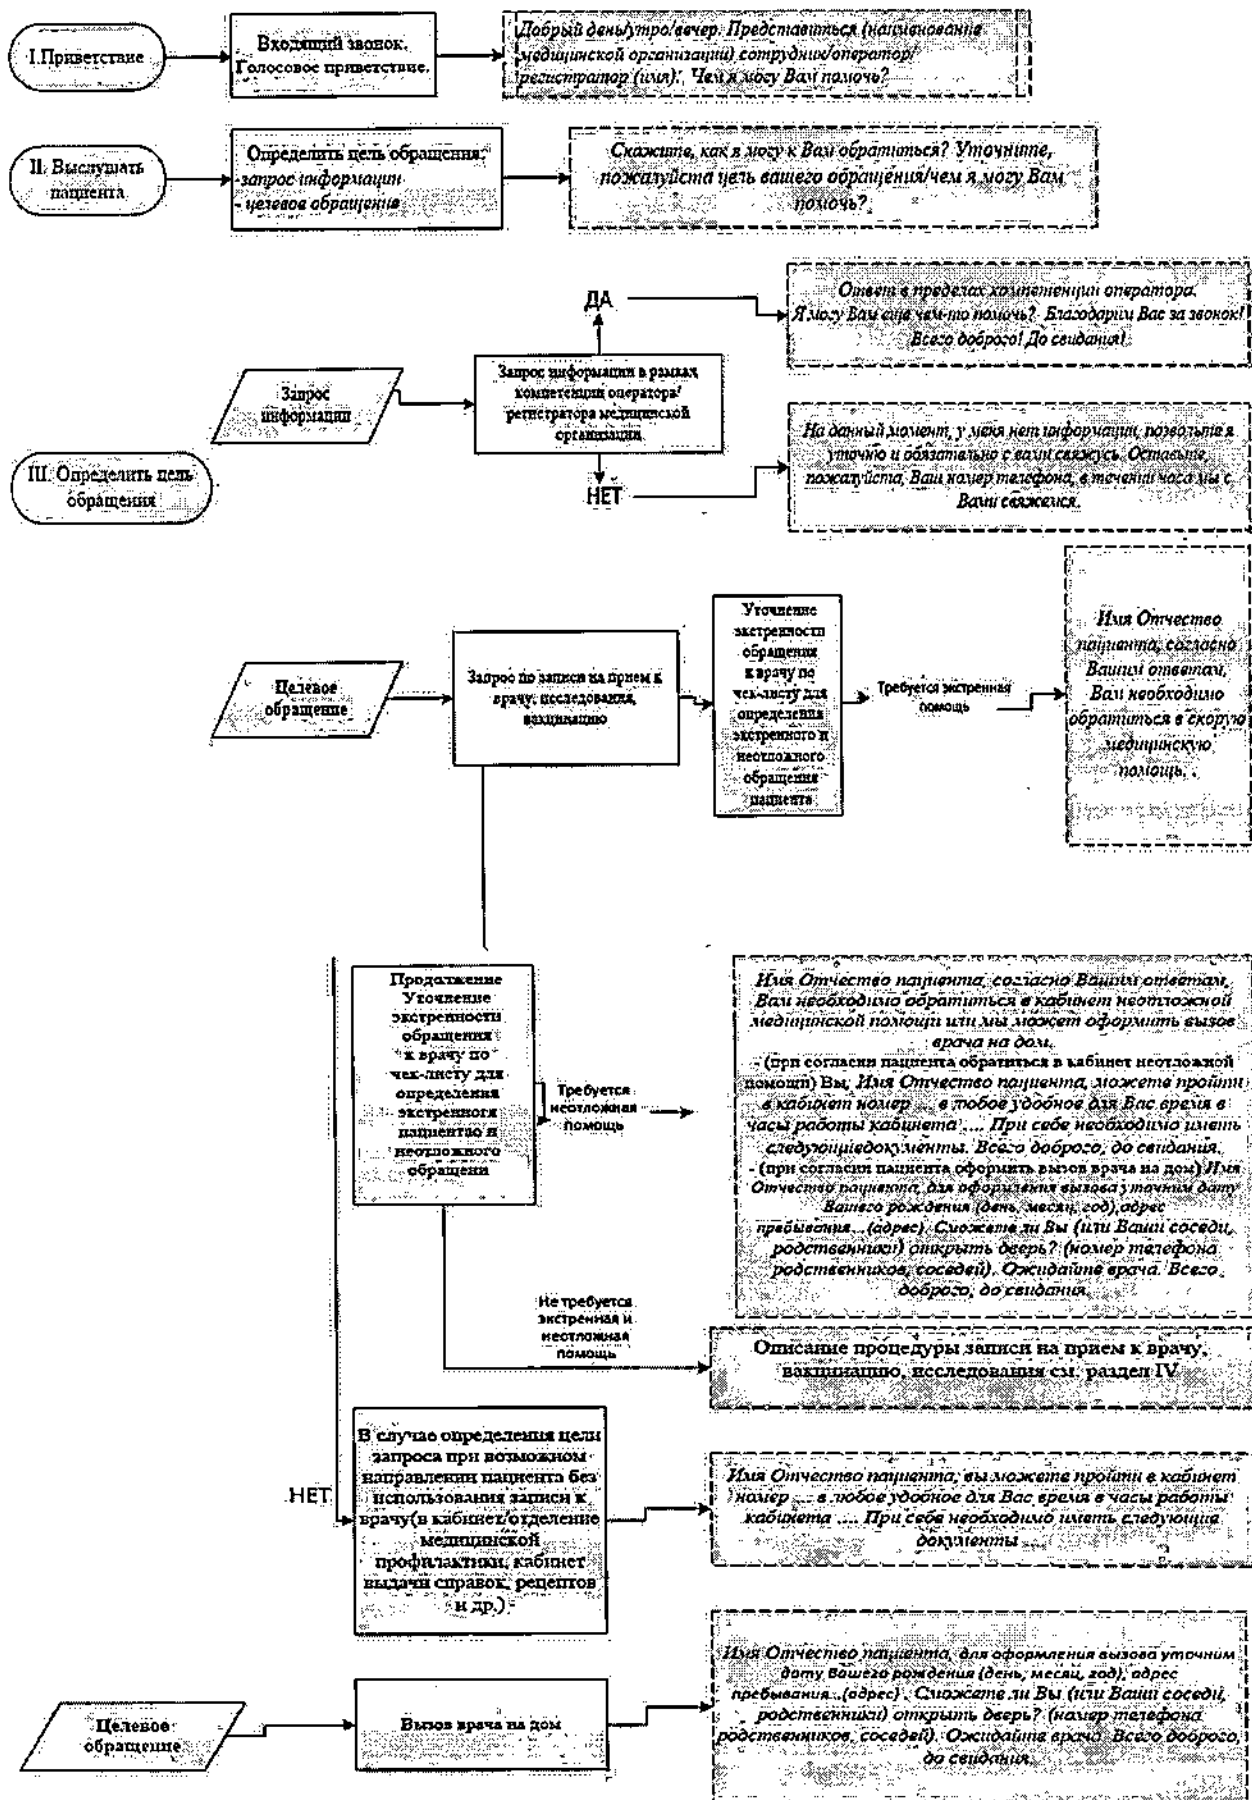 I.Приветствие
Входящий звонок.
Голосовое приветствие.
Добрый день/утро/вечер. Представиться (наименование
медицинской организации) сотрудник/оператор/
регистратор (имя). Чем я могу Вам помочь?
II. Выслушать
пациента
Определить цель обращения:
-запрос информации
- целевое обращение
Скажите, как я могу к Вам обратиться? Уточните,
пожалуйста цель вашего обращения/чем я могу Вам
помочь?
III. Определить цель
обращения
Запрос
информации
Запрос информации в рамках
компетенции оператора/
регистратора медицинской
организации
ДА
Ответ в пределах компетенции оператора.
Я могу Вам еще чем-то помочь? Благодарим Вас за звонок!
Всего доброго! До свидания!
НЕТ
На данный момент, у меня нет информации, позвольте я
уточню и обязательно с вами свяжусь. Оставьте,
пожалуйста, Ваш номер телефона, в течении часа мы с
Вами свяжемся.
Целевое
обращение
Запрос по записи на прием к
врачу, исследования,
вакцинацию
Уточнение
экстренности
обращения
к врачу по
чек-листу для
определения
экстренного и
неотложного
обращения
пациента
Требуется экстренная
помощь
Имя Отчество
пациента, согласно
Вашим ответам,
Вам необходимо
обратиться в скорую
медицинскую
помощь. .
Продолжение
Уточнение
экстренности
обращения
к врачу по
чек-листу для
определения
экстренного
пациентао и
неотложного
обращени
Требуется
неотложная
помощь
Имя Отчество пациента, согласно Вашим ответам,
Вам необходимо обратиться в кабинет неотложной
медицинской помощи или мы может оформить вызов
врача на дом.
- (при согласии пациента обратиться в кабинет неотложной
помощи) Вы, Имя Отчество пациента, можете пройти
в кабинет номер ... в любое удобное для Вас время в
часы работы кабинета .... При себе необходимо иметь
следующиедокументы. Всего доброго, до свидания.
- (при согласии пациента оформить вызов врача на дом) Имя
Отчество пациента, для оформления вызова уточним дату
Вашего рождения (день, месяц, год), адрес
пребывания...(адрес). Сможете ли Вы (или Ваши соседи,
родственники) открыть дверь? (номер телефона
родственников, соседей). Ожидайте врача. Всего
доброго, до свидания.
Не требуется
экстренная и
неотложная
помощь
Описание процедуры записи на прием к врачу,
вакцинацию, исследования см. раздел IV
.НЕТ
В случае определения цели
запроса при возможном
направлении пациента без
использования записи к
врачу(в кабинет/отделение
медицинской
профилактики, кабинет
выдачи справок, рецептов
и др.) -
Имя Отчество пациента, вы можете пройти в кабинет
номер ... в любое удобное для Вас время в часы работы
кабинета .... При себе необходимо иметь следующие
документы ...
Целевое
обращение
Вызов врача на дом
Имя Отчество пациента, для оформления вызова уточним
дату Вашего рождения (день, месяц, год), адрес
пребывания...(адрес) . Сможете ли Вы (или Ваши соседи,
родственники) открыть дверь? (номер телефона
родственников, соседей). Ожидайте врача. Всего доброго,
до свидания.